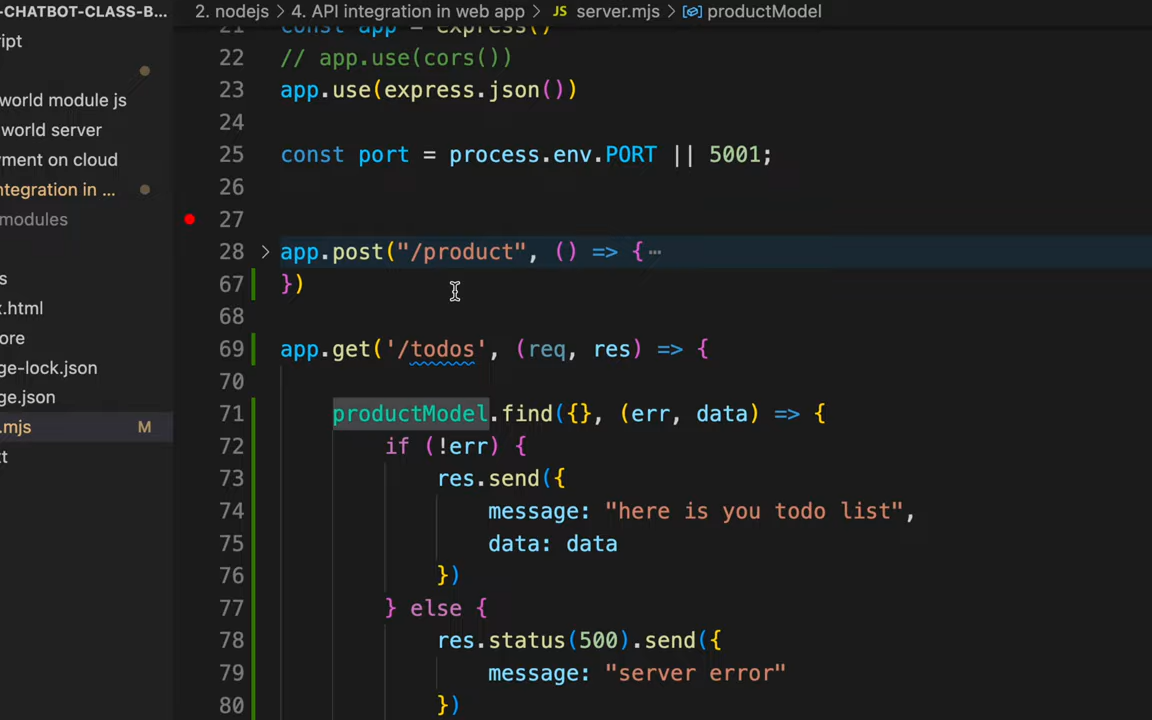 -CHATBOT-CLASS-B...
2. nodejs > 4. API integration in web app > JS server.mjs > productModel
ipt
world module js
world server
ment on cloud
ntegration in ...
modules
s
x.html
ore
ge-lock.json
ge.json
.mjs M
t
21 const app = express()
22 // app.use(cors())
23 app.use(express.json())
24
25 const port = process.env.PORT || 5001;
26
27
28 app.post("/product", () => { ⋯
67 })
68
69 app.get('/todos', (req, res) => {
70
71 productModel.find({}, (err, data) => {
72 if (!err) {
73 res.send({
74 message: "here is you todo list",
75 data: data
76 })
77 } else {
78 res.status(500).send({
79 message: "server error"
80 })